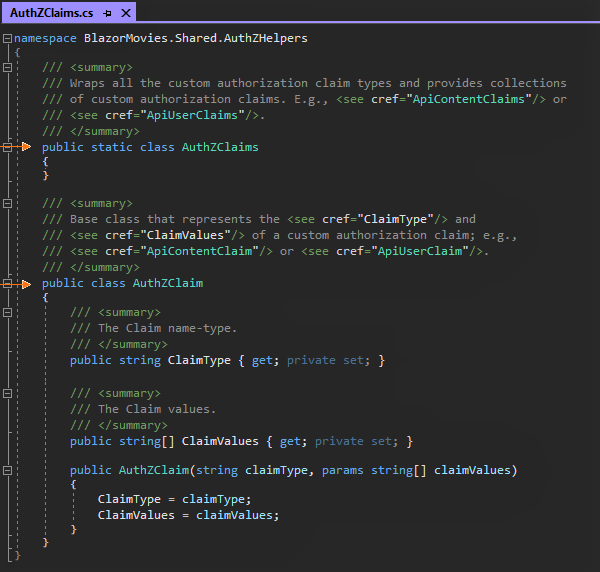 AuthZClaims.cs
namespace BlazorMovies.Shared.AuthZHelpers
{
/// <summary>
/// Wraps all the custom authorization claim types and provides collections
/// of custom authorization claims. E.g., <see cref="ApiContentClaims"/> or
/// <see cref="ApiUserClaims"/>.
/// </summary>
public static class AuthZClaims
{
}
/// <summary>
/// Base class that represents the <see cref="ClaimType"/> and
/// <see cref="ClaimValues"/> of a custom authorization claim; e.g.,
/// <see cref="ApiContentClaim"/> or <see cref="ApiUserClaim"/>.
/// </summary>
public class AuthZClaim
{
/// <summary>
/// The Claim name-type.
/// </summary>
public string ClaimType { get; private set; }
/// <summary>
/// The Claim values.
/// </summary>
public string[] ClaimValues { get; private set; }
public AuthZClaim(string claimType, params string[] claimValues)
{
ClaimType = claimType;
ClaimValues = claimValues;
}
}
}